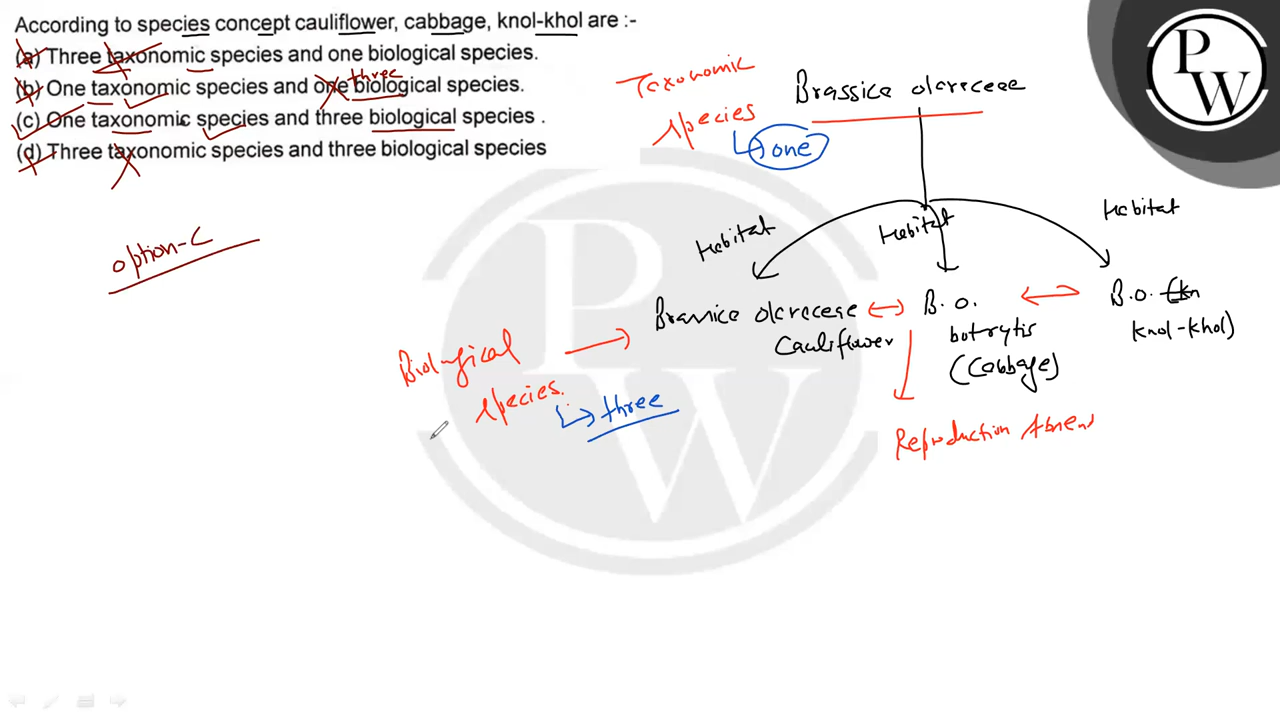 According to species concept cauliflower, cabbage, knol-khol are :-
(a) Three taxonomic species and one biological species.
three
(b) One taxonomic species and one biological species.
(c) One taxonomic species and three biological species .
(d) Three taxonomic species and three biological species
option-C
Taxonomic
species
one
Brassica oleraceae
Habitat
Habitat
Habitat
Brassica oleraceae
Cauliflower
B.O.
botrytis
(Cabbage)
B.O. (kn
Knol-Khol)
Biological
species.
three
Reproduction Absent
P
W
P
W